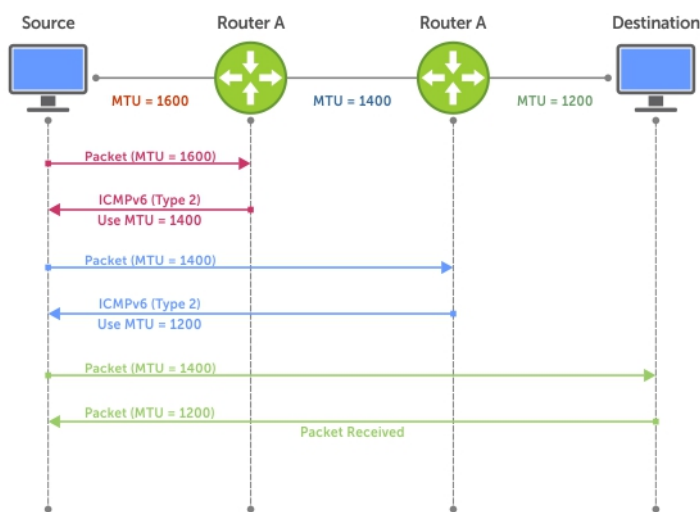 Source
Router A
Router A
Destination
MTU = 1600
MTU = 1400
MTU = 1200
Packet (MTU = 1600)
ICMPv6 (Type 2)
Use MTU = 1400
Packet (MTU = 1400)
ICMPv6 (Type 2)
Use MTU = 1200
Packet (MTU = 1400)
Packet (MTU = 1200)
Packet Received